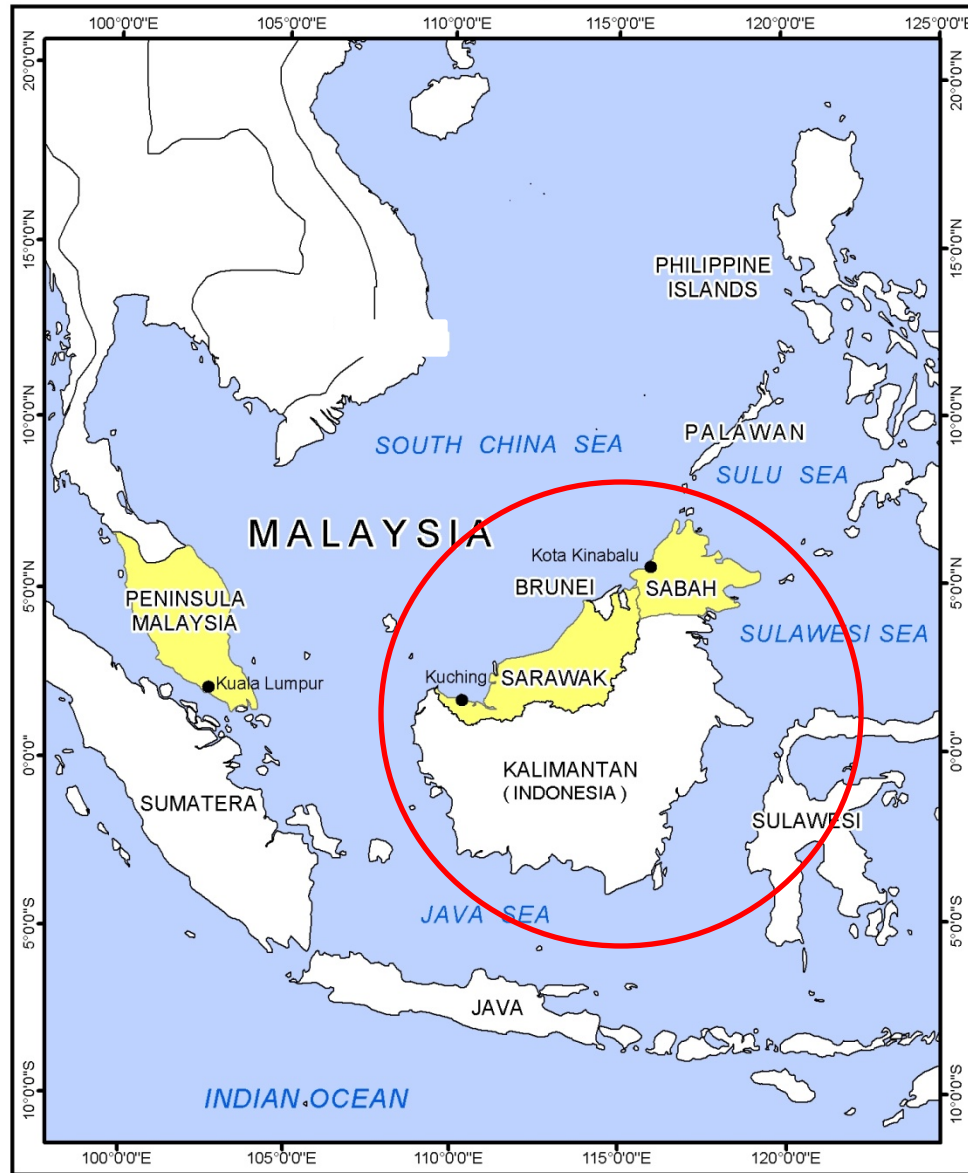 100°0'0"E
105°0'0"E
110°0'0"E
115°0'0"E
120°0'0"E
125°0'0"E
20°0'0"N
20°0'0"N
15°0'0"N
15°0'0"N
PHILIPPINE
ISLANDS
10°0'0"N
10°0'0"N
PALAWAN
SOUTH CHINA SEA
SULU SEA
MALAYSIA
Kota Kinabalu
5°0'0"N
5°0'0"N
BRUNEI
SABAH
PENINSULA
MALAYSIA
SULAWESI SEA
Kuching
SARAWAK
Kuala Lumpur
0°0'0"
0°0'0"
KALIMANTAN
( INDONESIA )
SUMATERA
SULAWESI
JAVA SEA
5°0'0"S
5°0'0"S
JAVA
10°0'0"S
10°0'0"S
INDIAN OCEAN
100°0'0"E
105°0'0"E
110°0'0"E
115°0'0"E
120°0'0"E